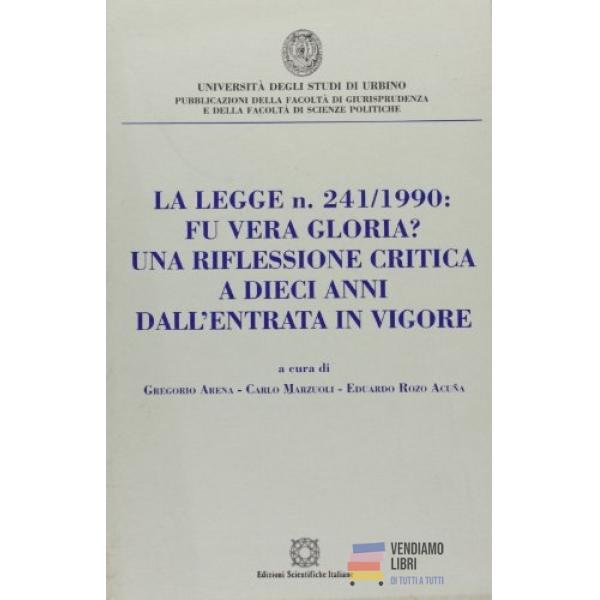 UNIVERSITÀ DEGLI STUDI DI URBINO
PUBBLICAZIONI DELLA FACOLTÀ DI GIURISPRUDENZA
E DELLA FACOLTÀ DI SCIENZE POLITICHE
LA LEGGE n. 241/1990:
FU VERA GLORIA?
UNA RIFLESSIONE CRITICA
A DIECI ANNI
DALL'ENTRATA IN VIGORE
a cura di
GREGORIO ARENA - CARLO MARZUOLI - EDUARDO ROZO ACUÑA
Edizioni Scientifiche Italiane
VENDIAMO
LIBRI
DI TUTTI A TUTTI